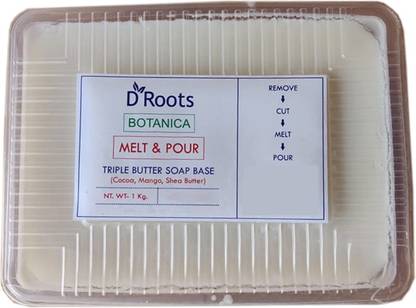 D'Roots
BOTANICA
MELT & POUR
TRIPLE BUTTER SOAP BASE
(Cocoa, Mango, Shea Butter)
NT. WT- 1 Kg.
REMOVE
CUT
MELT
POUR